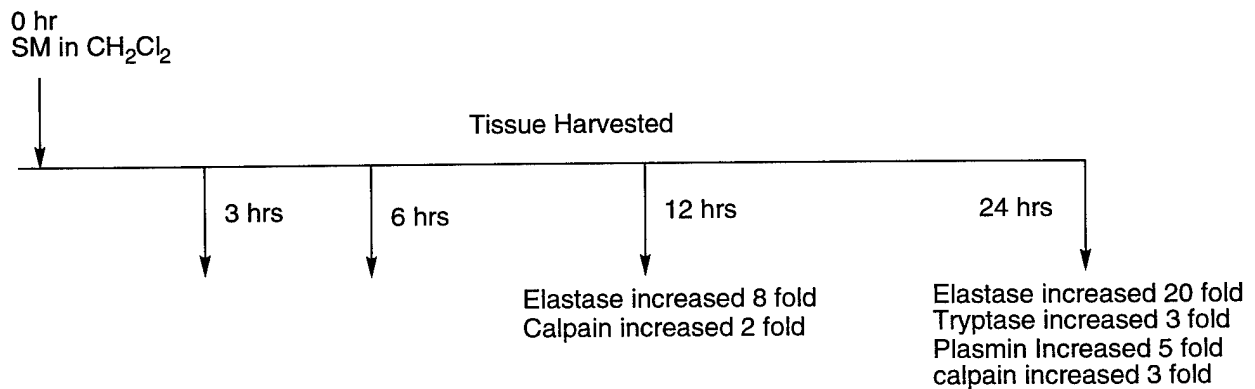 0 hr
SM in CH₂Cl₂
Tissue Harvested
3 hrs
6 hrs
12 hrs
24 hrs
Elastase increased 8 fold
Calpain increased 2 fold
Elastase increased 20 fold
Tryptase increased 3 fold
Plasmin Increased 5 fold
calpain increased 3 fold